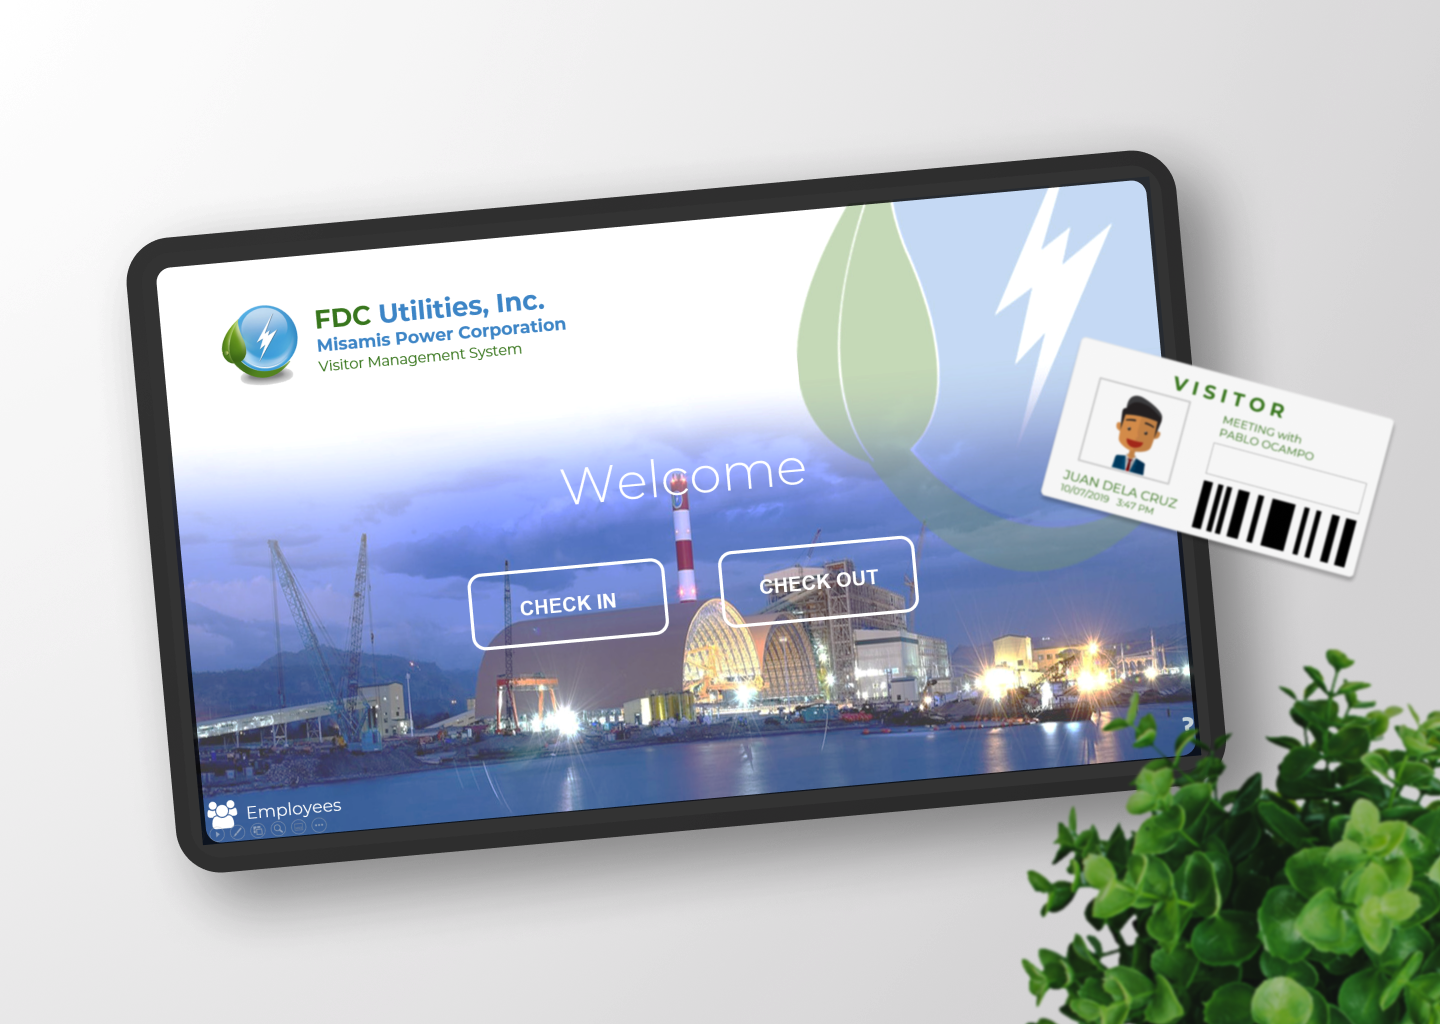 FDC Utilities, Inc.
Misamis Power Corporation
Visitor Management System
Welcome
CHECK IN
CHECK OUT
Employees
?
VISITOR
MEETING with
PABLO OCAMPO
JUAN DELA CRUZ
10/07/2019 3:47 PM